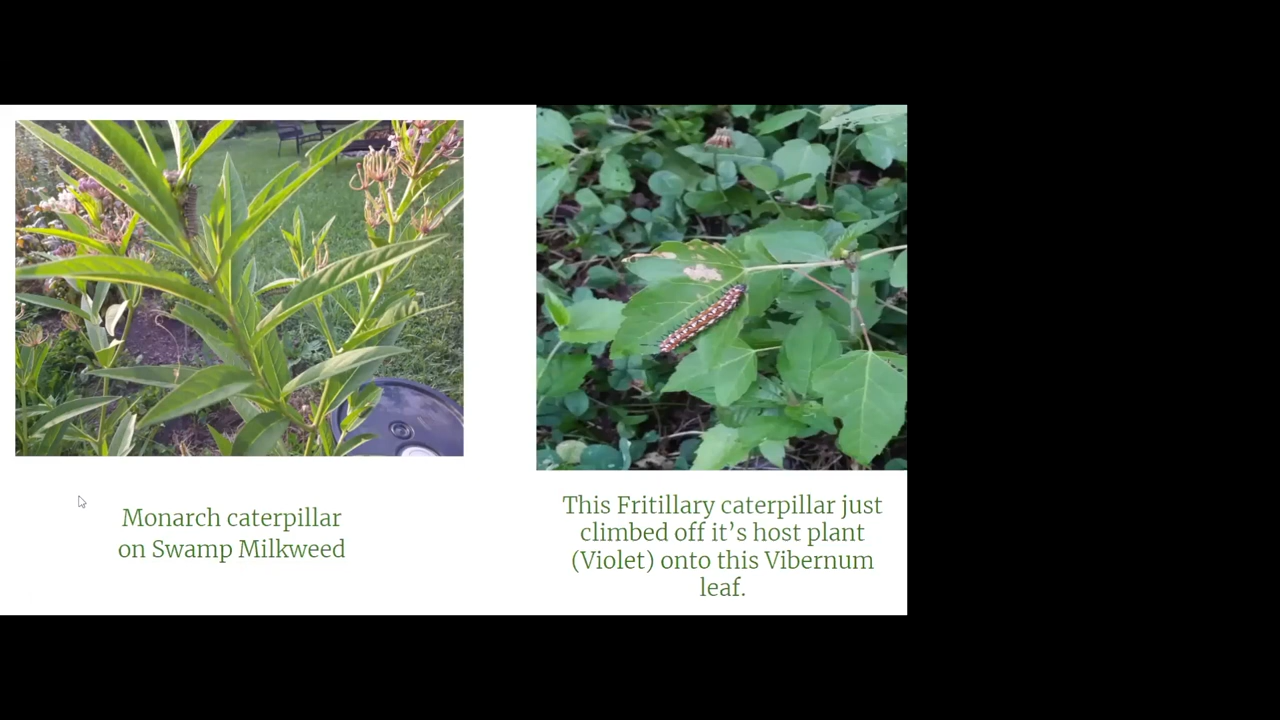 Monarch caterpillar
on Swamp Milkweed
This Fritillary caterpillar just
climbed off it’s host plant
(Violet) onto this Vibernum
leaf.